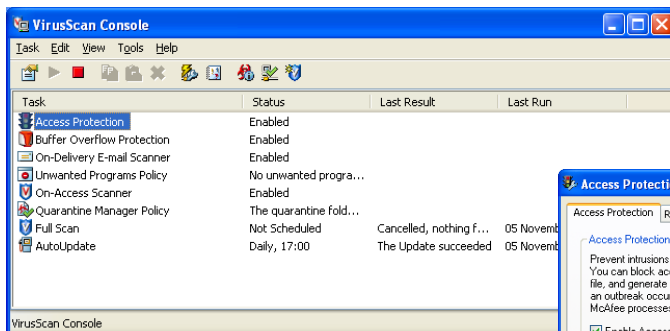 VirusScan Console
Task Edit View Tools Help
Task Status Last Result Last Run
Access Protection Enabled
Buffer Overflow Protection Enabled
On-Delivery E-mail Scanner Enabled
Unwanted Programs Policy No unwanted progra...
On-Access Scanner Enabled
Quarantine Manager Policy The quarantine fold...
Full Scan Not Scheduled Cancelled, nothing f... 05 Novemb
AutoUpdate Daily, 17:00 The Update succeeded 05 Novemb
VirusScan Console
Access Protecti
Access Protection R
Access Protection
Prevent intrusions
You can block acc
file, and generate
an outbreak occu
McAfee processes
Enable Acces